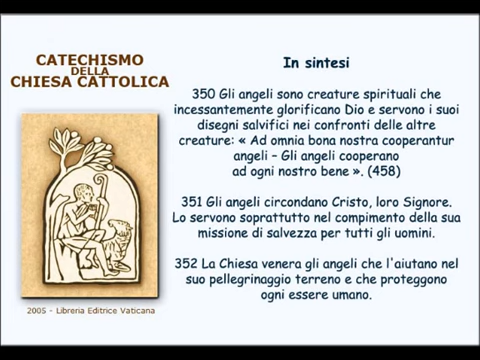 CATECHISMO
DELLA
CHIESA CATTOLICA
2005 - Libreria Editrice Vaticana
In sintesi
350 Gli angeli sono creature spirituali che
incessantemente glorificano Dio e servono i suoi
disegni salvifici nei confronti delle altre
creature: « Ad omnia bona nostra cooperantur
angeli – Gli angeli cooperano
ad ogni nostro bene ». (458)
351 Gli angeli circondano Cristo, loro Signore.
Lo servono soprattutto nel compimento della sua
missione di salvezza per tutti gli uomini.
352 La Chiesa venera gli angeli che l'aiutano nel
suo pellegrinaggio terreno e che proteggono
ogni essere umano.